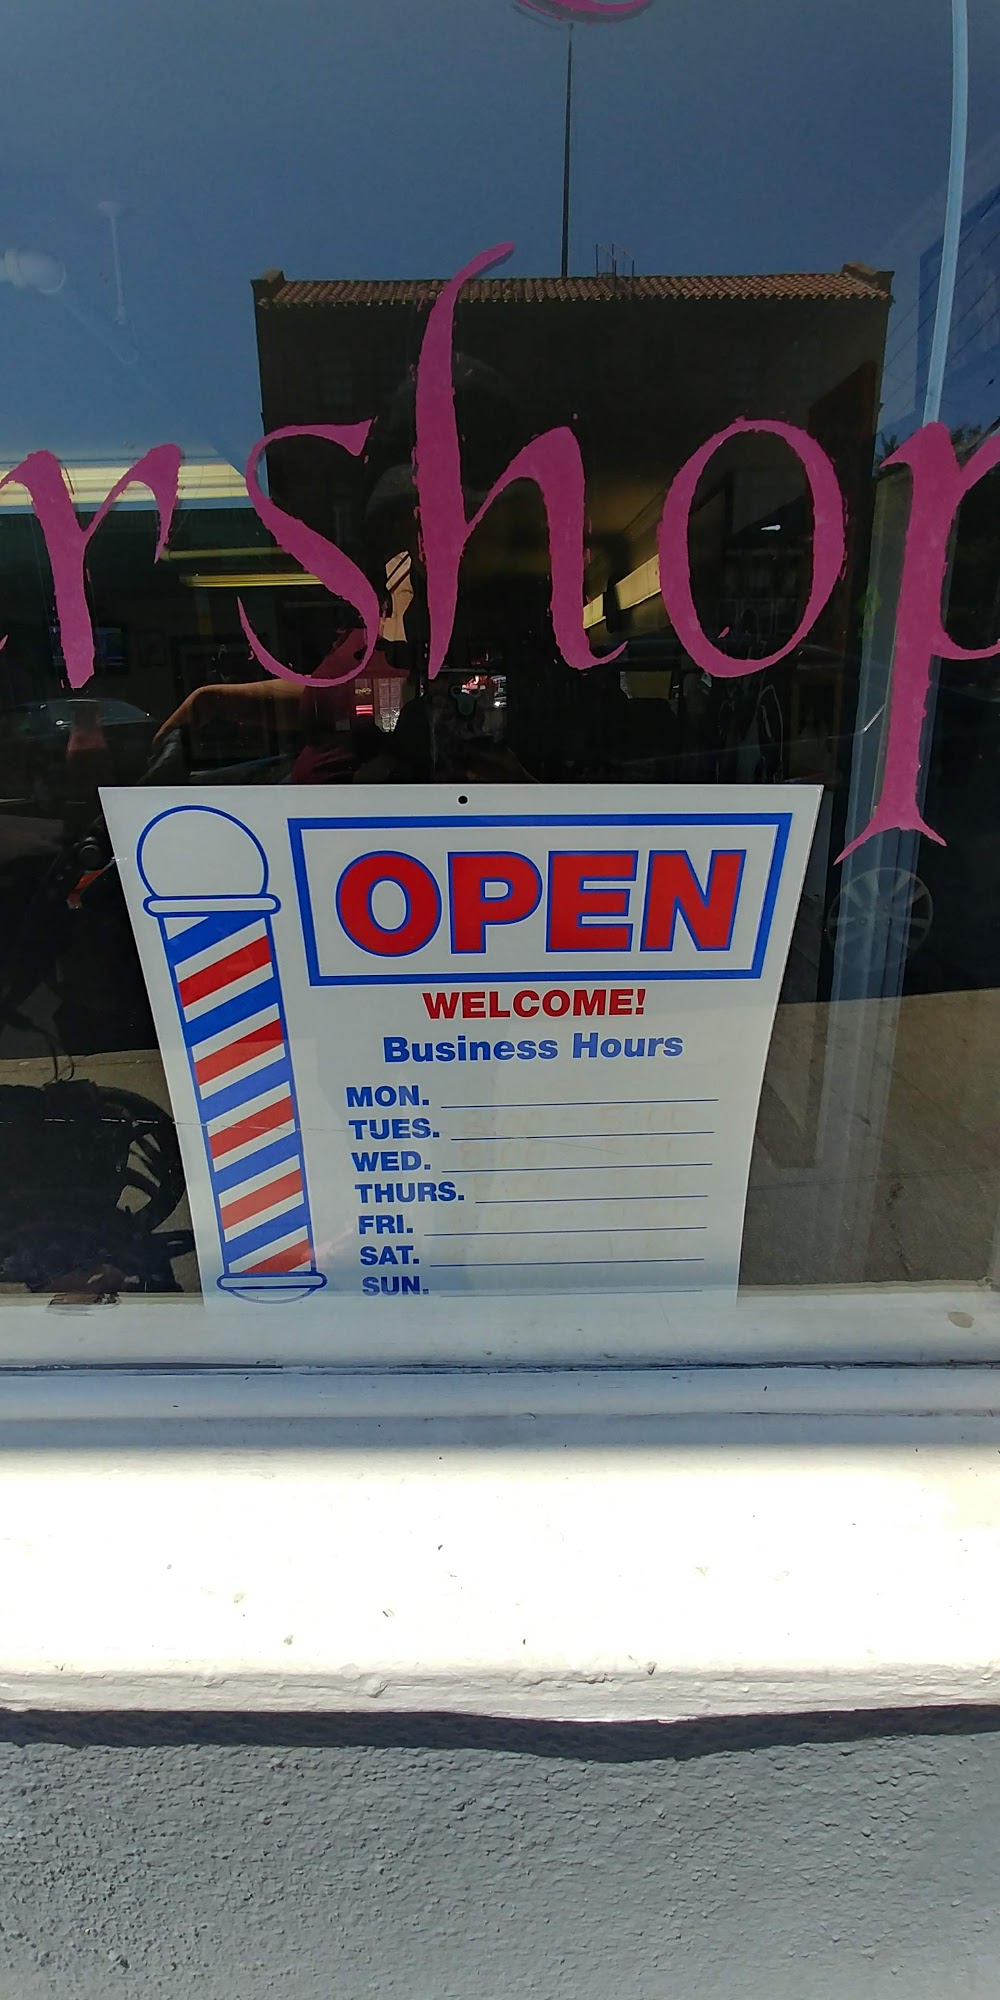 rshop
OPEN
WELCOME!
Business Hours
MON.
TUES.
WED.
THURS.
FRI.
SAT.
SUN.